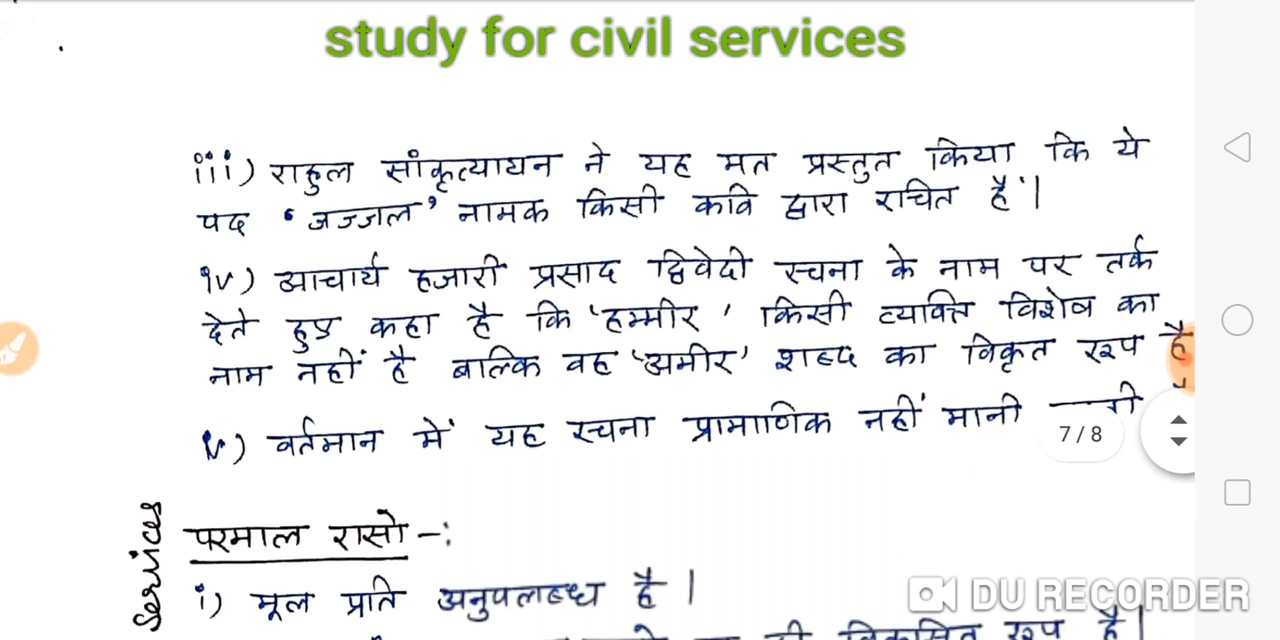 study for civil services
iii) राहुल सांकृत्यायन ने यह मत प्रस्तुत किया कि ये
पद 'जज्जल' नामक किसी कवि द्वारा रचित हैं।
iv) आचार्य हजारी प्रसाद द्विवेदी रचना के नाम पर तर्क
देते हुए कहा है कि 'हम्मीर' किसी व्यक्ति विशेष का
नाम नहीं है बल्कि वह 'अमीर' शब्द का विकृत रूप है
v) वर्तमान में यह रचना प्रामाणिक नहीं मानी
7/8
Services
परमाल रासो -:
i) मूल प्रति अनुपलब्ध है।
DU RECORDER
विकसित रूप है।